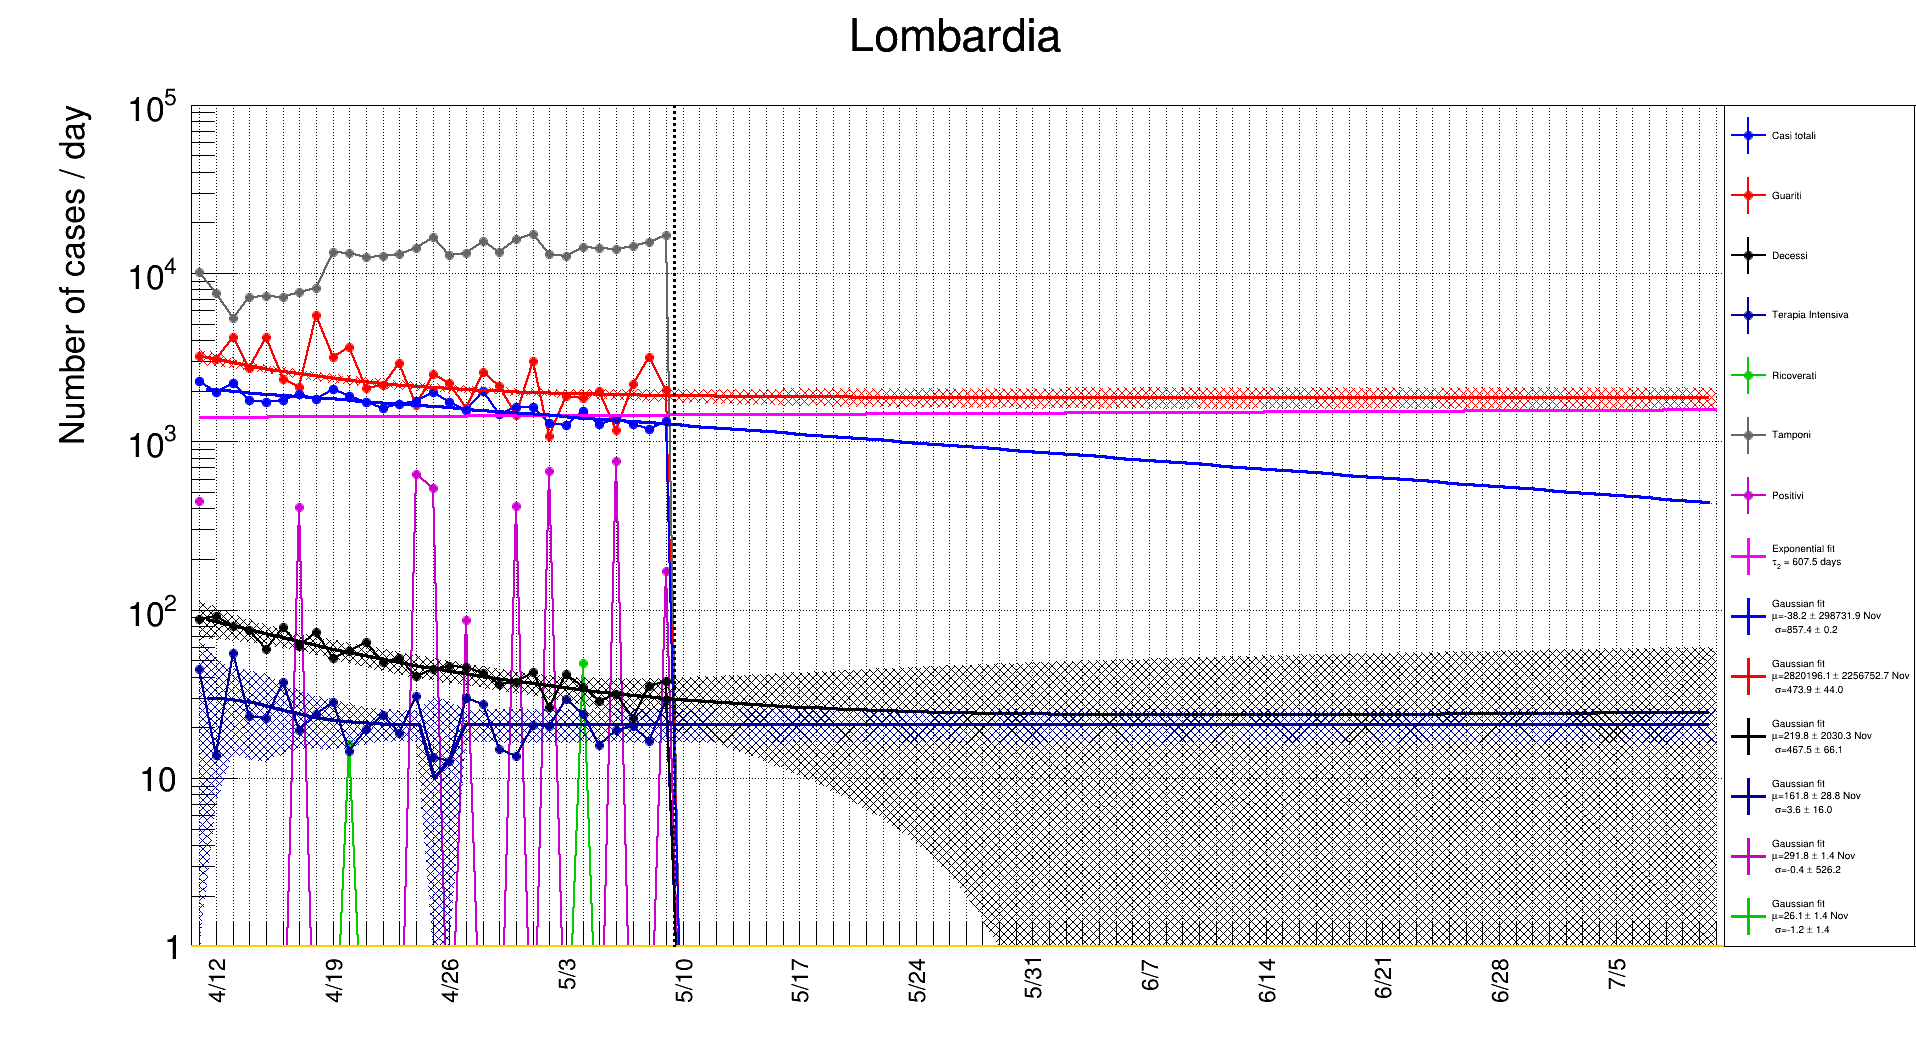 Lombardia
Number of cases / day
10^5
10^4
10^3
10^2
10
1
4/12
4/19
4/26
5/3
5/10
5/17
5/24
5/31
6/7
6/14
6/21
6/28
7/5
Casi totali
Guariti
Decessi
Terapia Intensiva
Ricoverati
Tamponi
Positivi
Exponential fit
τ₂ = 607.5 days
Gaussian fit
μ=-38.2 ± 298731.9 Nov
σ=857.4 ± 0.2
Gaussian fit
μ=2820196.1 ± 2256752.7 Nov
σ=473.9 ± 44.0
Gaussian fit
μ=219.8 ± 2030.3 Nov
σ=467.5 ± 66.1
Gaussian fit
μ=161.8 ± 28.8 Nov
σ=3.6 ± 16.0
Gaussian fit
μ=291.8 ± 1.4 Nov
σ=-0.4 ± 526.2
Gaussian fit
μ=26.1 ± 1.4 Nov
σ=-1.2 ± 1.4